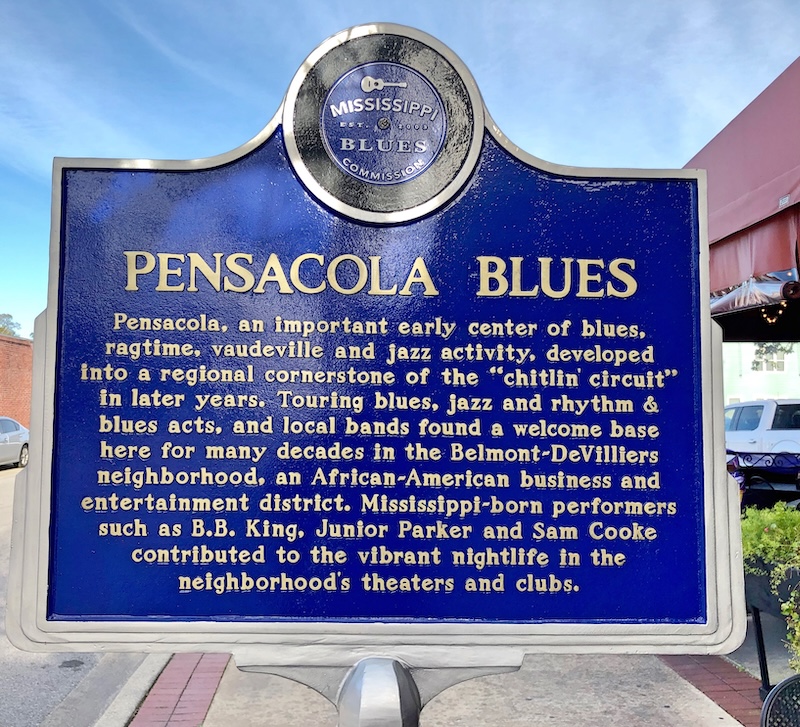 MISSISSIPPI
EST.
BLUES
COMMISSION
PENSACOLA BLUES
Pensacola, an important early center of blues,
ragtime, vaudeville and jazz activity, developed
into a regional cornerstone of the "chitlin' circuit"
in later years. Touring blues, jazz and rhythm &
blues acts, and local bands found a welcome base
here for many decades in the Belmont-DeVilliers
neighborhood, an African-American business and
entertainment district. Mississippi-born performers
such as B.B. King, Junior Parker and Sam Cooke
contributed to the vibrant nightlife in the
neighborhood's theaters and clubs.